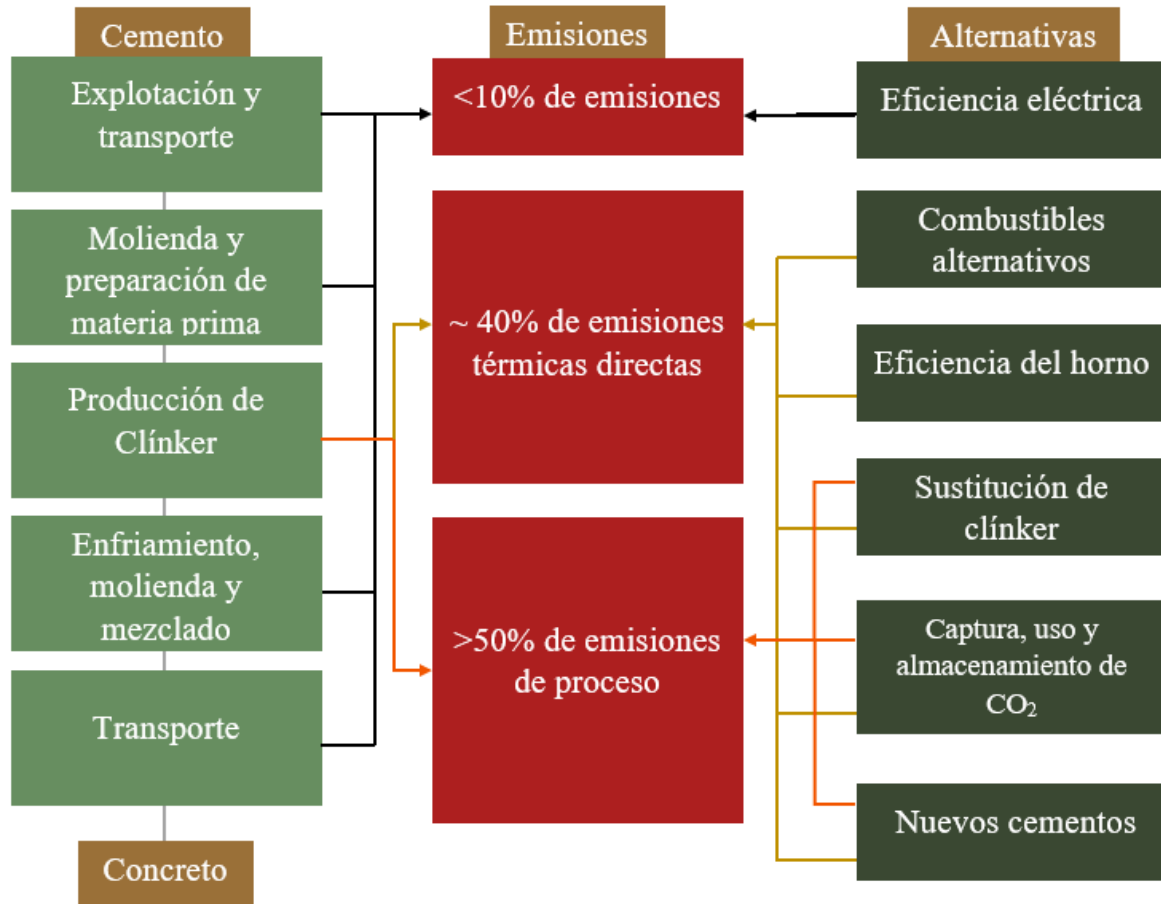 Cemento
Explotación y
transporte
Molienda y
preparación de
materia prima
Producción de
Clínker
Enfriamiento,
molienda y
mezclado
Transporte
Concreto
Emisiones
<10% de emisiones
~ 40% de emisiones
térmicas directas
>50% de emisiones
de proceso
Alternativas
Eficiencia eléctrica
Combustibles
alternativos
Eficiencia del horno
Sustitución de
clínker
Captura, uso y
almacenamiento de
CO₂
Nuevos cementos